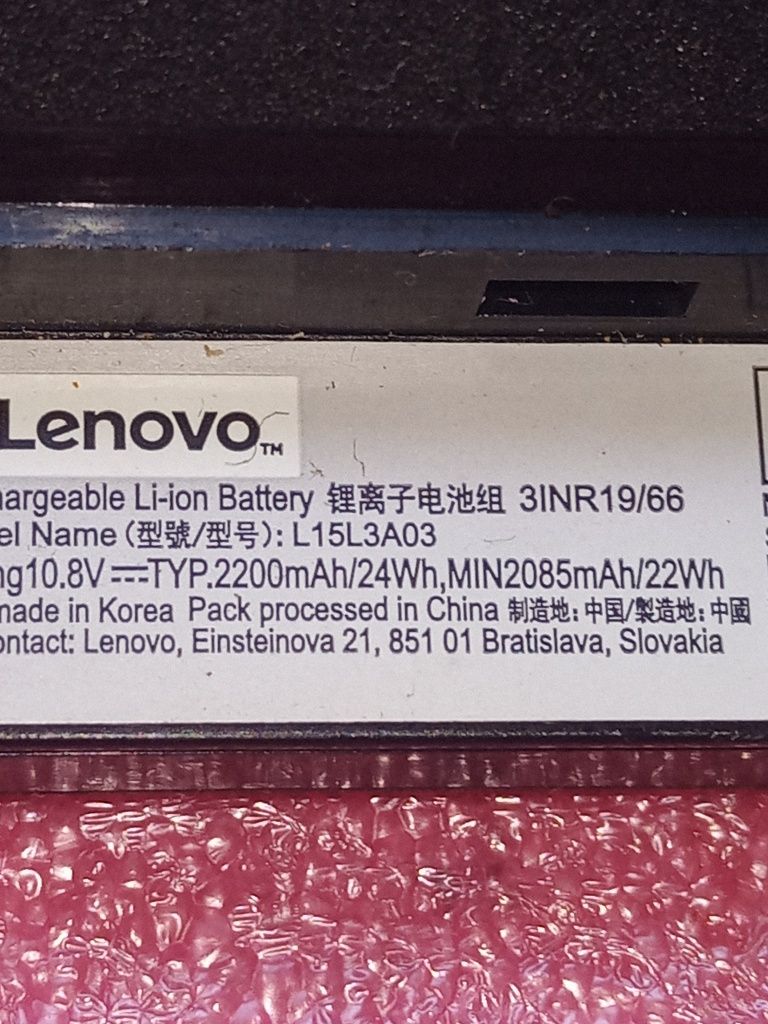 Lenovo™
hargeable Li-ion Battery 锂离子电池组 3INR19/66
el Name (型號/型号): L15L3A03
ng10.8V⎓TYP.2200mAh/24Wh,MIN2085mAh/22Wh
made in Korea Pack processed in China 制造地: 中国/製造地: 中國
ontact: Lenovo, Einsteinova 21, 851 01 Bratislava, Slovakia